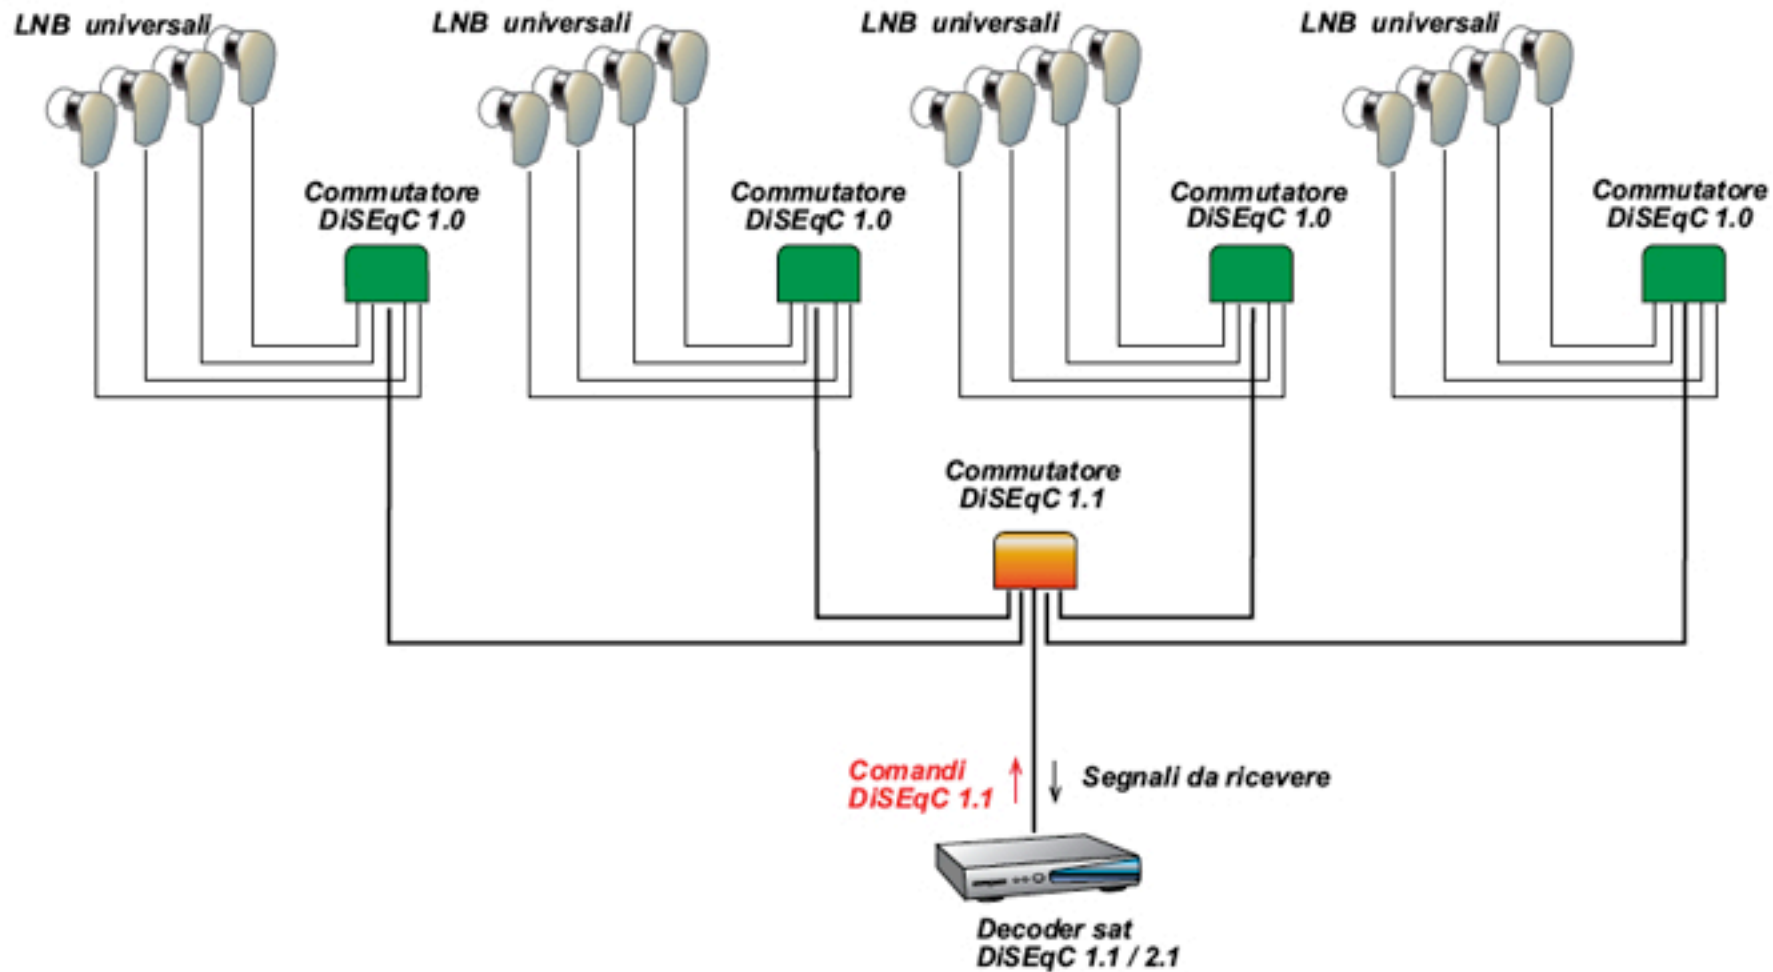 LNB universali
LNB universali
LNB universali
LNB universali
Commutatore
DiSEqC 1.0
Commutatore
DiSEqC 1.0
Commutatore
DiSEqC 1.0
Commutatore
DiSEqC 1.0
Commutatore
DiSEqC 1.1
Comandi
DiSEqC 1.1
Segnali da ricevere
Decoder sat
DiSEqC 1.1 / 2.1